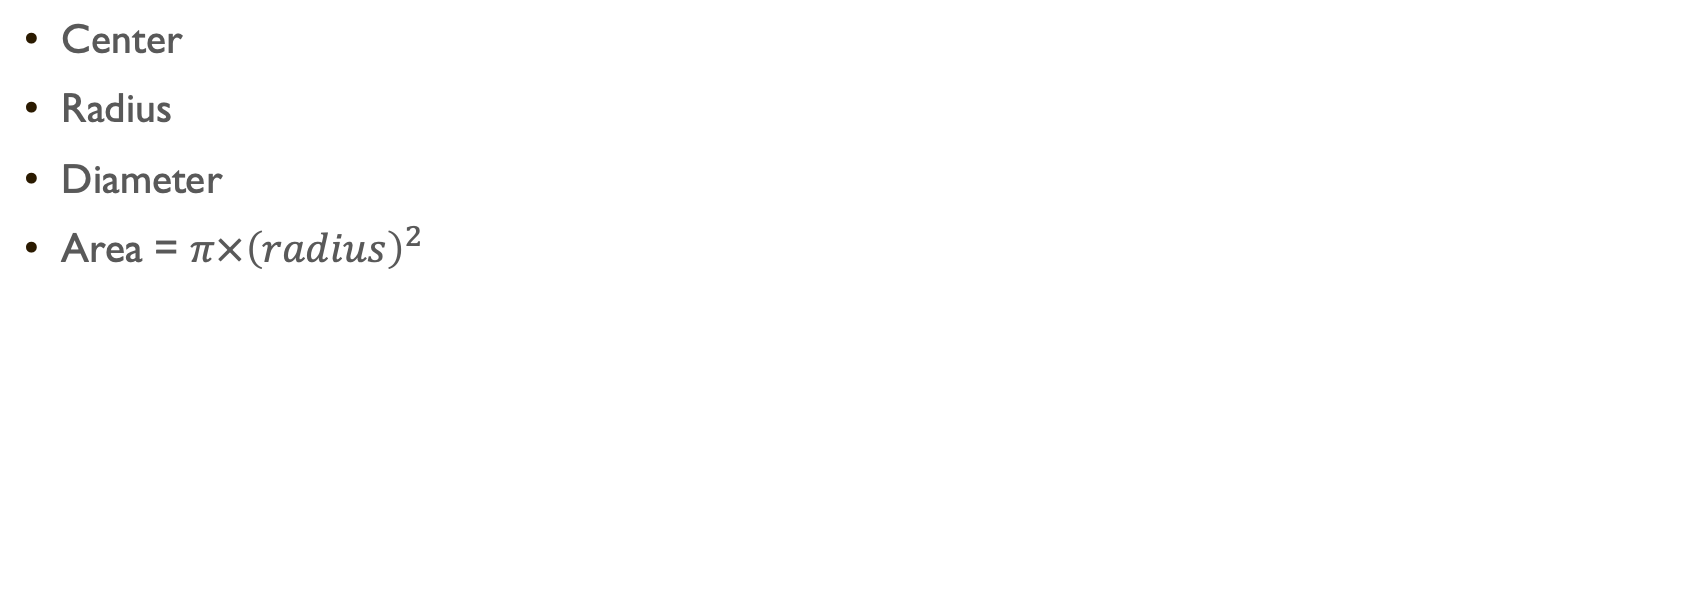 • Center
• Radius
• Diameter
• Area = 𝜋×(𝑟𝑎𝑑𝑖𝑢𝑠)²